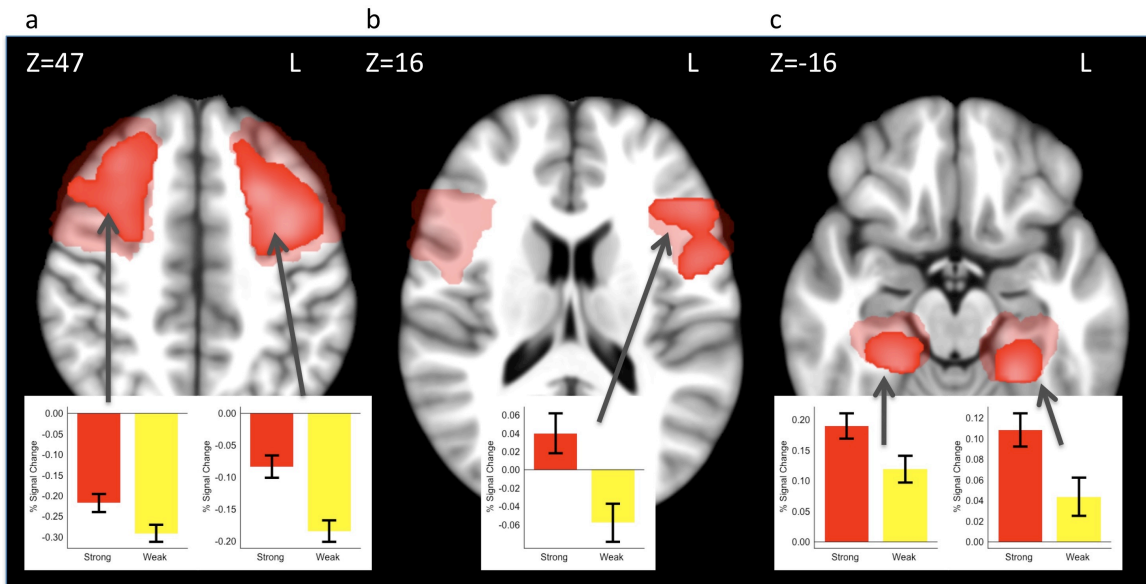 a
b
c
Z=47
L
Z=16
L
Z=-16
L
% Signal Change
0.00
-0.05
-0.10
-0.15
-0.20
-0.25
-0.30
Strong
Weak
% Signal Change
0.00
-0.05
-0.10
-0.15
-0.20
Strong
Weak
% Signal Change
0.06
0.04
0.02
0.00
-0.02
-0.04
-0.06
Strong
Weak
% Signal Change
0.20
0.15
0.10
0.05
0.00
Strong
Weak
% Signal Change
0.12
0.10
0.08
0.06
0.04
0.02
0.00
Strong
Weak